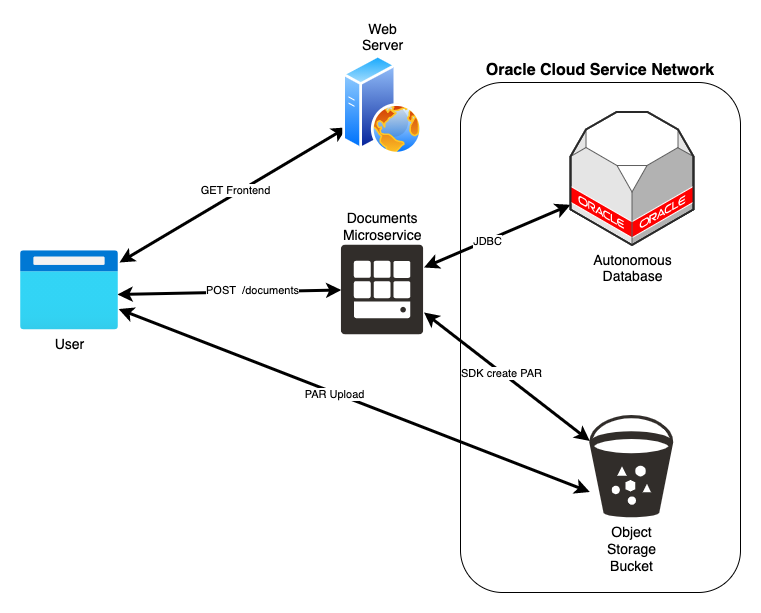 Web
Server
Oracle Cloud Service Network
GET Frontend
Documents
Microservice
ORACLE ORACLE
JDBC
Autonomous
Database
POST /documents
User
SDK create PAR
PAR Upload
Object
Storage
Bucket